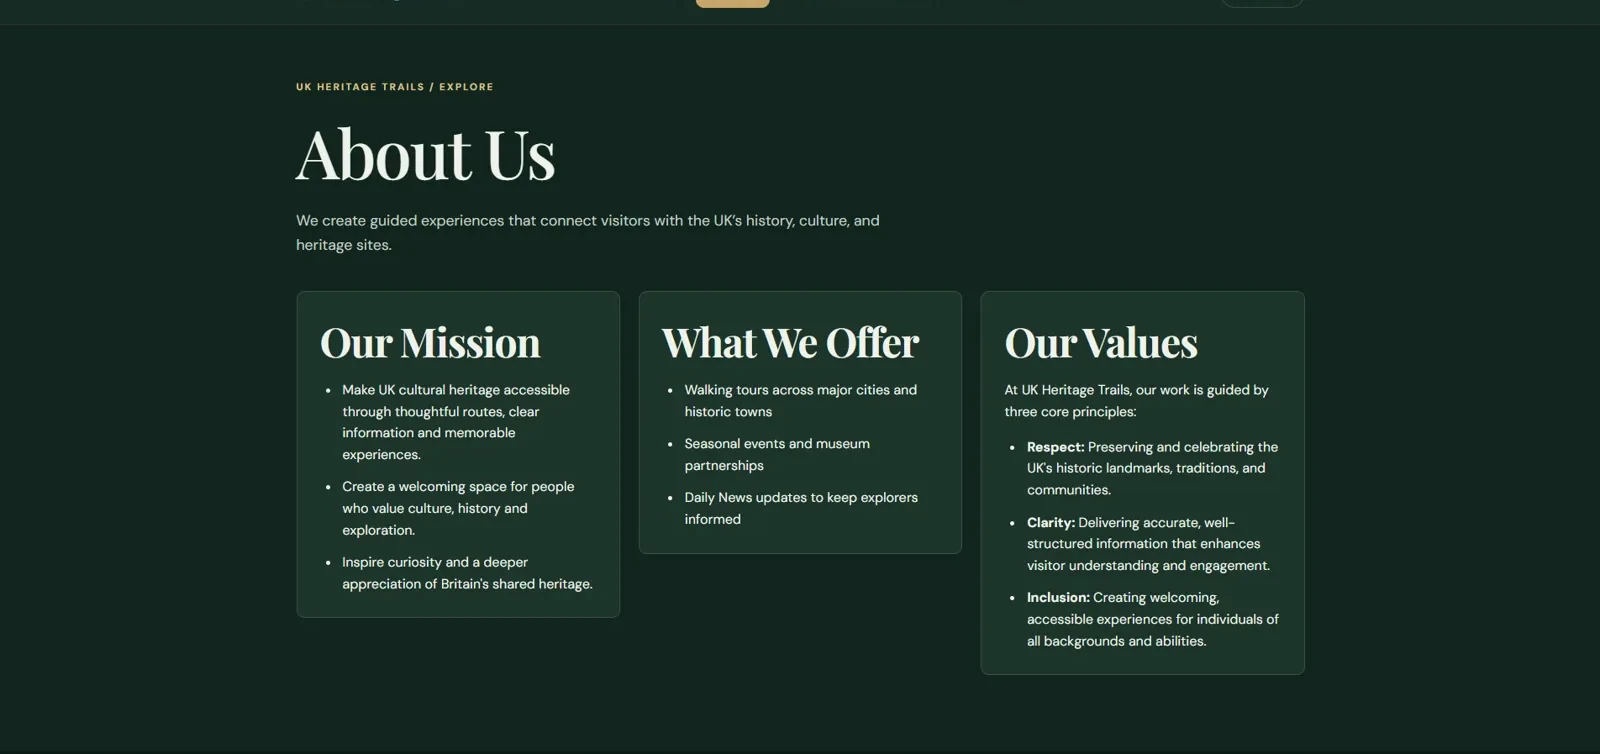 UK HERITAGE TRAILS / EXPLORE
About Us
We create guided experiences that connect visitors with the UK's history, culture, and
heritage sites.
Our Mission
• Make UK cultural heritage accessible
through thoughtful routes, clear
information and memorable
experiences.
• Create a welcoming space for people
who value culture, history and
exploration.
• Inspire curiosity and a deeper
appreciation of Britain's shared heritage.
What We Offer
• Walking tours across major cities and
historic towns
• Seasonal events and museum
partnerships
• Daily News updates to keep explorers
informed
Our Values
At UK Heritage Trails, our work is guided by
three core principles:
• Respect: Preserving and celebrating the
UK's historic landmarks, traditions, and
communities.
• Clarity: Delivering accurate, well-
structured information that enhances
visitor understanding and engagement.
• Inclusion: Creating welcoming,
accessible experiences for individuals of
all backgrounds and abilities.